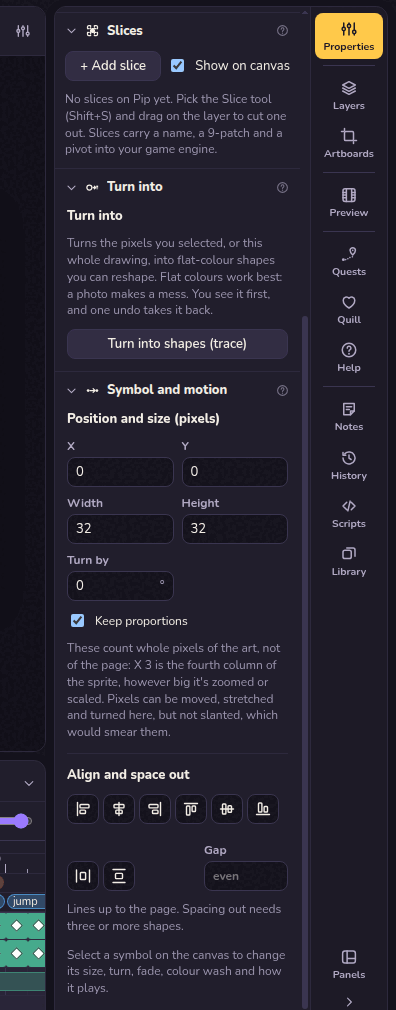 Slices
+ Add slice
Show on canvas
No slices on Pip yet. Pick the Slice tool
(Shift+S) and drag on the layer to cut one
out. Slices carry a name, a 9-patch and a
pivot into your game engine.
Turn into
Turn into
Turns the pixels you selected, or this
whole drawing, into flat-colour shapes
you can reshape. Flat colours work best:
a photo makes a mess. You see it first,
and one undo takes it back.
Turn into shapes (trace)
Symbol and motion
Position and size (pixels)
X
Y
0
0
Width
Height
32
32
Turn by
0
°
Keep proportions
These count whole pixels of the art, not
of the page: X 3 is the fourth column of
the sprite, however big it's zoomed or
scaled. Pixels can be moved, stretched
and turned here, but not slanted, which
would smear them.
Align and space out
Gap
even
Lines up to the page. Spacing out needs
three or more shapes.
Select a symbol on the canvas to change
its size, turn, fade, colour wash and how
it plays.
jump
Properties
Layers
Artboards
Preview
Quests
Quill
Help
Notes
History
Scripts
Library
Panels